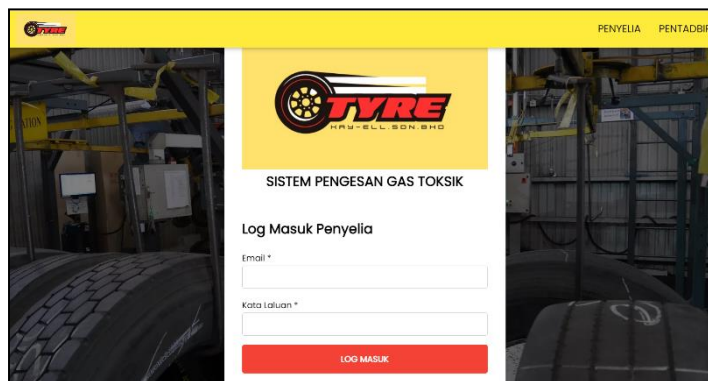 TYRE
PENYELIA PENTADBIR
TYRE
HAY-ELL.SDN.BHD
SISTEM PENGESAN GAS TOKSIK
Log Masuk Penyelia
Email *
Kata Laluan *
LOG MASUK